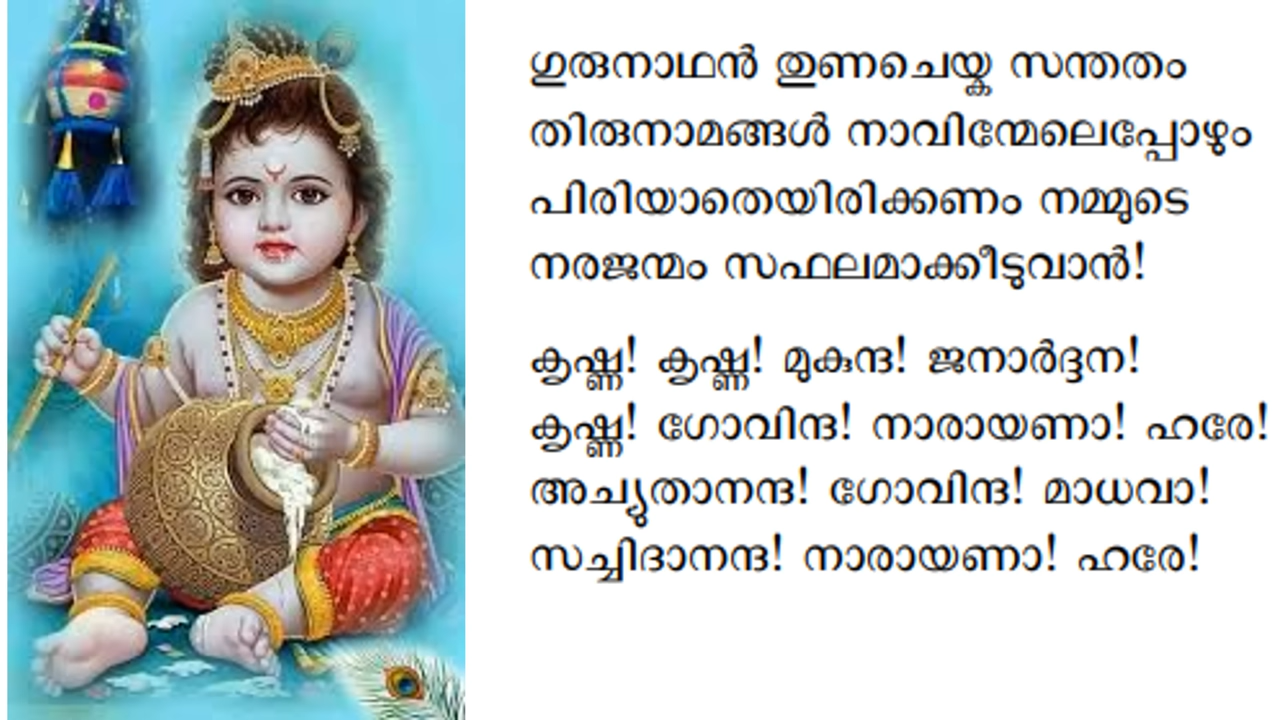 ഗുരുനാഥൻ തുണചെയ്ക സന്തതം
തിരുനാമങ്ങൾ നാവിന്മേലെപ്പോഴും
പിരിയാതെയിരിക്കണം നമ്മുടെ
നരജന്മം സഫലമാക്കീടുവാൻ!
കൃഷ്ണ! കൃഷ്ണ! മുകുന്ദ! ജനാർദ്ദന!
കൃഷ്ണ! ഗോവിന്ദ! നാരായണാ! ഹരേ!
അച്യുതാനന്ദ! ഗോവിന്ദ! മാധവാ!
സച്ചിദാനന്ദ! നാരായണാ! ഹരേ!